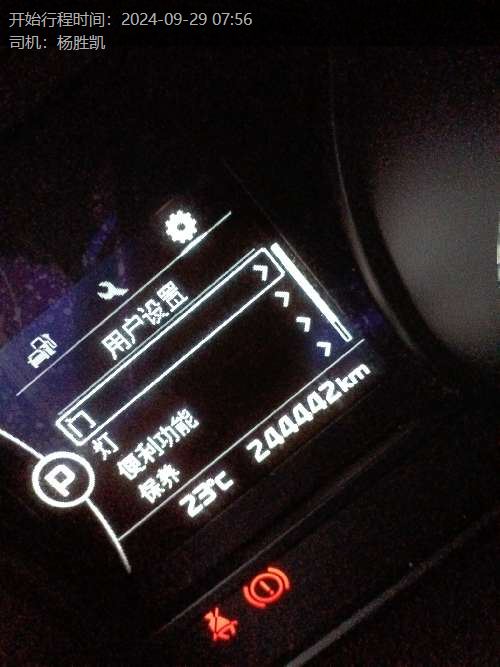 开始行程时间：2024-09-29 07:56
司机：杨胜凯
用户设置
门
灯
便利功能
保养
P
23℃
244442km